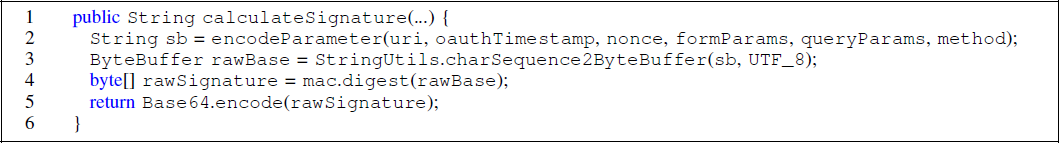 1 public String calculateSignature(...) {
2 String sb = encodeParameter(uri, oauthTimestamp, nonce, formParams, queryParams, method);
3 ByteBuffer rawBase = StringUtils.charSequence2ByteBuffer(sb, UTF_8);
4 byte[] rawSignature = mac.digest(rawBase);
5 return Base64.encode(rawSignature);
6 }